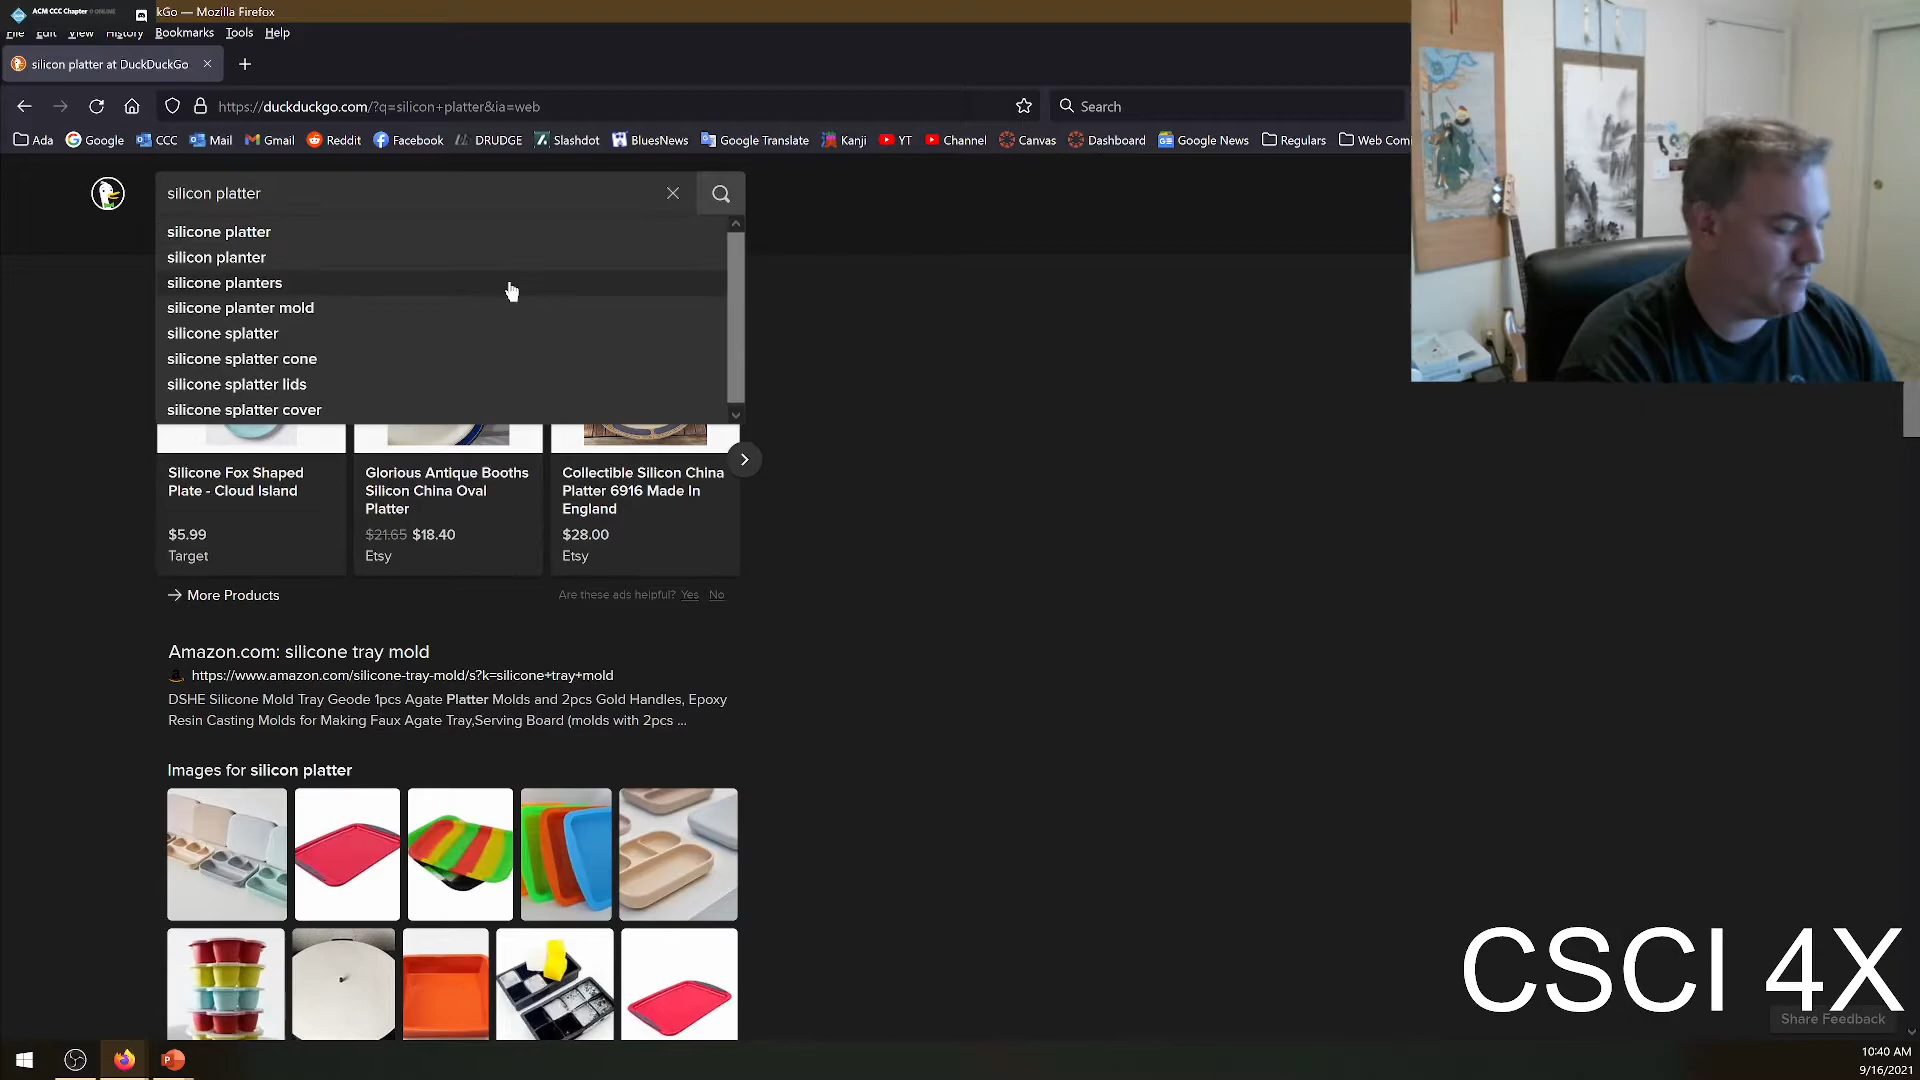 ACM CCC Chapter
kGo — Mozilla Firefox
File Edit View History Bookmarks Tools Help
silicon platter at DuckDuckGo
https://duckduckgo.com/?q=silicon+platter&ia=web
Search
Ada Google CCC Mail Gmail Reddit Facebook DRUDGE Slashdot BluesNews Google Translate Kanji YT Channel Canvas Dashboard Google News Regulars Web Comi
silicon platter
silicone platter
silicon planter
silicone planters
silicone planter mold
silicone splatter
silicone splatter cone
silicone splatter lids
silicone splatter cover
Silicone Fox Shaped
Plate - Cloud Island
$5.99
Target
Glorious Antique Booths
Silicon China Oval
Platter
$21.65 $18.40
Etsy
Collectible Silicon China
Platter 6916 Made In
England
$28.00
Etsy
More Products
Are these ads helpful? Yes No
Amazon.com: silicone tray mold
https://www.amazon.com/silicone-tray-mold/s?k=silicone+tray+mold
DSHE Silicone Mold Tray Geode 1pcs Agate Platter Molds and 2pcs Gold Handles, Epoxy
Resin Casting Molds for Making Faux Agate Tray,Serving Board (molds with 2pcs ...
Images for silicon platter
CSCI 4X
Share Feedback
10:40 AM
9/16/2021